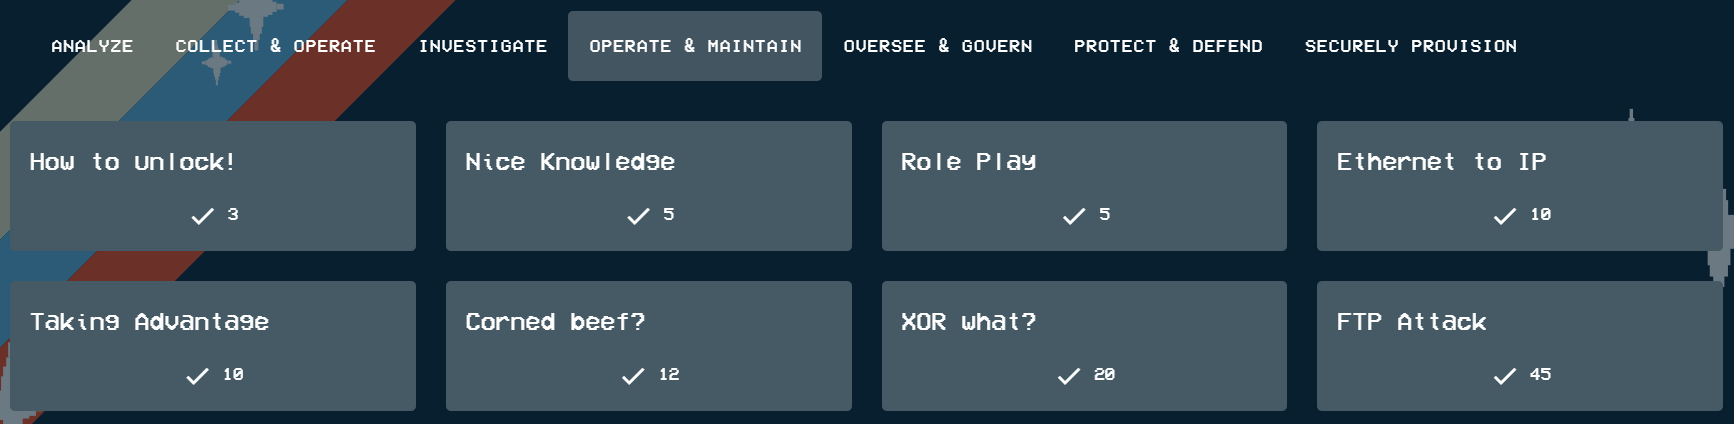 ANALYZE COLLECT & OPERATE INVESTIGATE OPERATE & MAINTAIN OVERSEE & GOVERN PROTECT & DEFEND SECURELY PROVISION
How to unlock! Nice Knowledge Role Play Ethernet to IP
3 5 5 10
Taking Advantage Corned beef? XOR what? FTP Attack
10 12 20 45